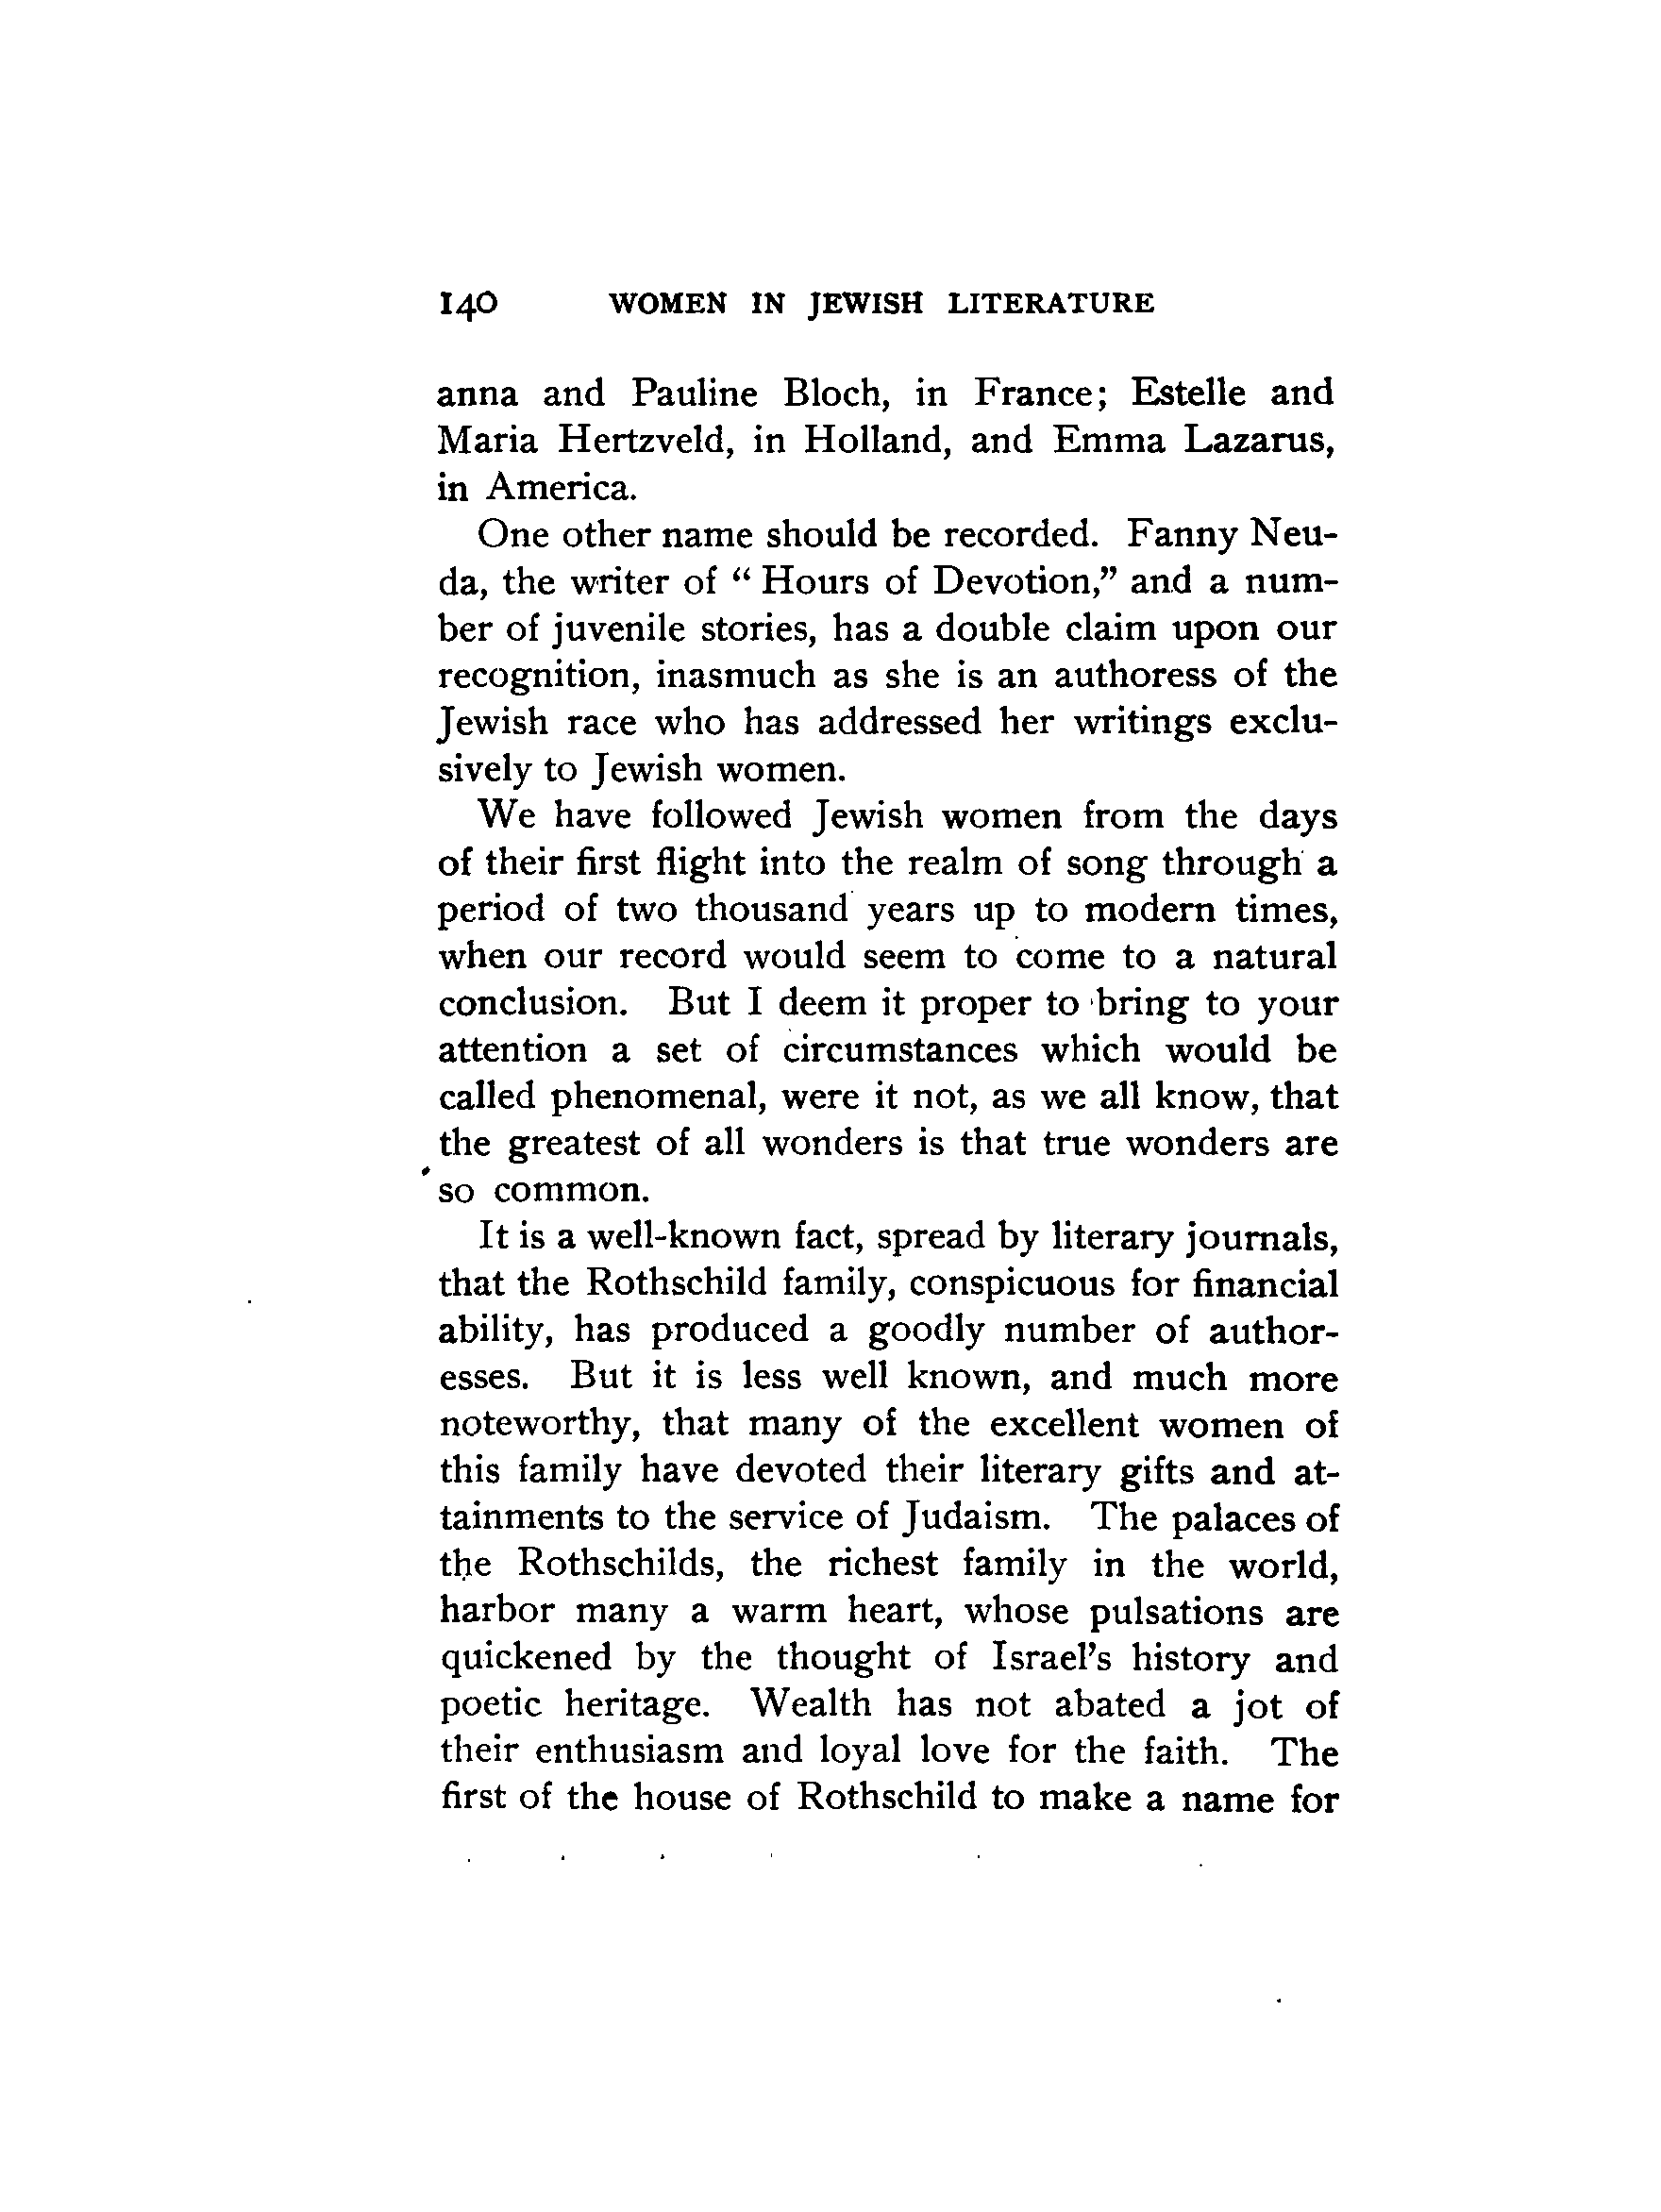 140 WOMEN IN JEWISH LITERATURE
anna and Pauline Bloch, in France; Estelle and
Maria Hertzveld, in Holland, and Emma Lazarus,
in America.
One other name should be recorded. Fanny Neu-
da, the writer of “ Hours of Devotion,” and a num-
ber of juvenile stories, has a double claim upon our
recognition, inasmuch as she is an authoress of the
Jewish race who has addressed her writings exclu-
sively to Jewish women.
We have followed Jewish women from the days
of their first flight into the realm of song through a
period of two thousand years up to modern times,
when our record would seem to come to a natural
conclusion. But I deem it proper to bring to your
attention a set of circumstances which would be
called phenomenal, were it not, as we all know, that
the greatest of all wonders is that true wonders are
so common.
It is a well-known fact, spread by literary journals,
that the Rothschild family, conspicuous for financial
ability, has produced a goodly number of author-
esses. But it is less well known, and much more
noteworthy, that many of the excellent women of
this family have devoted their literary gifts and at-
tainments to the service of Judaism. The palaces of
the Rothschilds, the richest family in the world,
harbor many a warm heart, whose pulsations are
quickened by the thought of Israel’s history and
poetic heritage. Wealth has not abated a jot of
their enthusiasm and loyal love for the faith. The
first of the house of Rothschild to make a name for